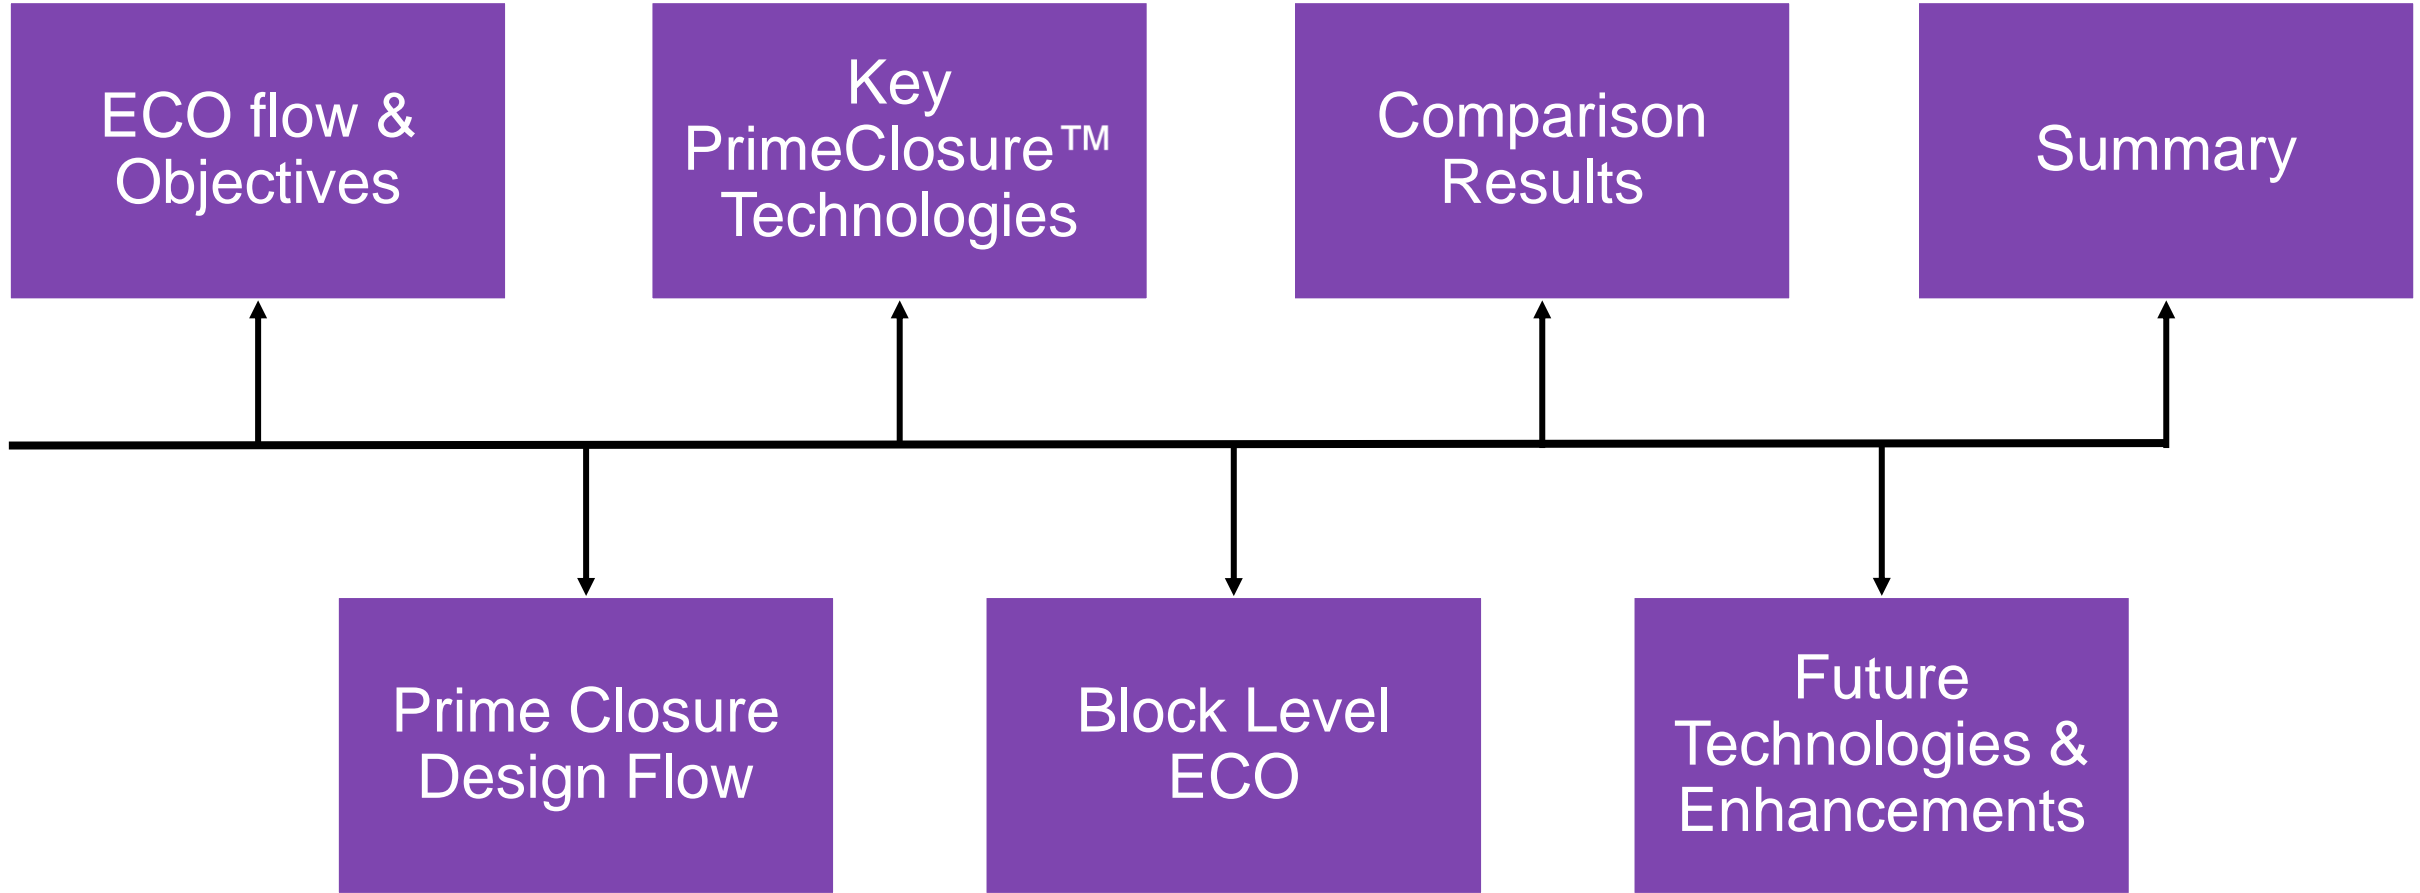 ECO flow &
Objectives
Key
PrimeClosure™
Technologies
Comparison
Results
Summary
Prime Closure
Design Flow
Block Level
ECO
Future
Technologies &
Enhancements